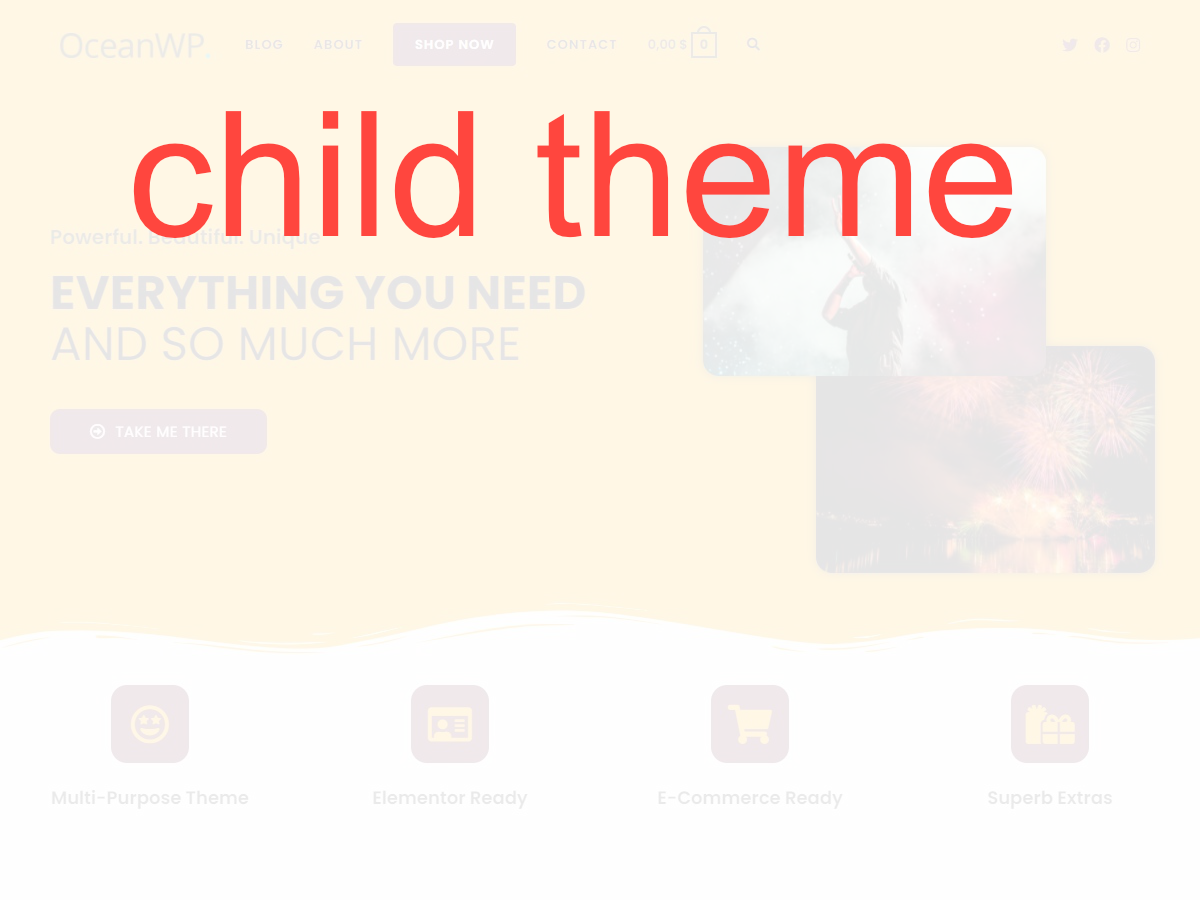 OceanWP.
BLOG ABOUT SHOP NOW CONTACT 0,00 $ 0
child theme
Powerful. Beautiful. Unique
EVERYTHING YOU NEED
AND SO MUCH MORE
TAKE ME THERE
Multi-Purpose Theme
Elementor Ready
E-Commerce Ready
Superb Extras